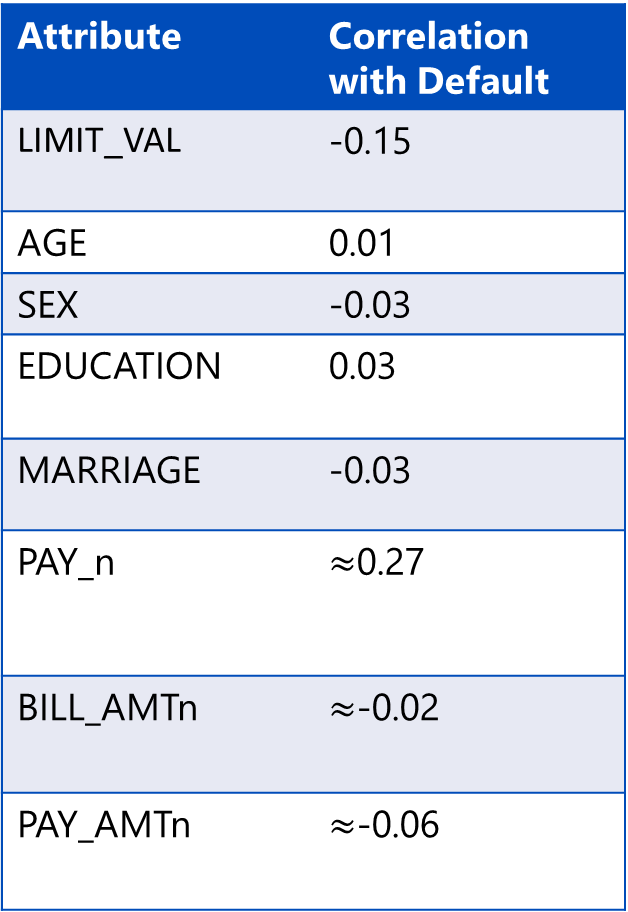 Attribute Correlation with Default
LIMIT_VAL -0.15
AGE 0.01
SEX -0.03
EDUCATION 0.03
MARRIAGE -0.03
PAY_n ≈0.27
BILL_AMTn ≈-0.02
PAY_AMTn ≈-0.06